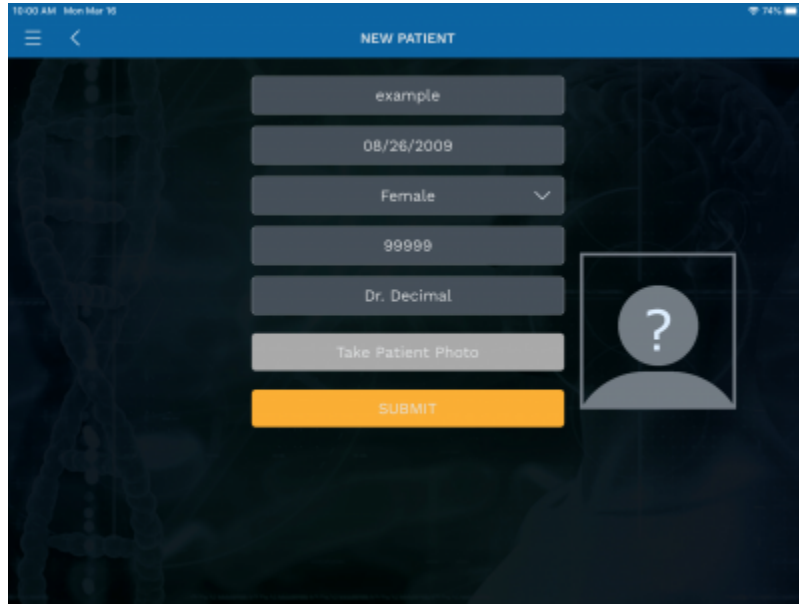 10:00 AM Mon Mar 16
74%
NEW PATIENT
example
08/26/2009
Female
99999
Dr. Decimal
Take Patient Photo
?
SUBMIT